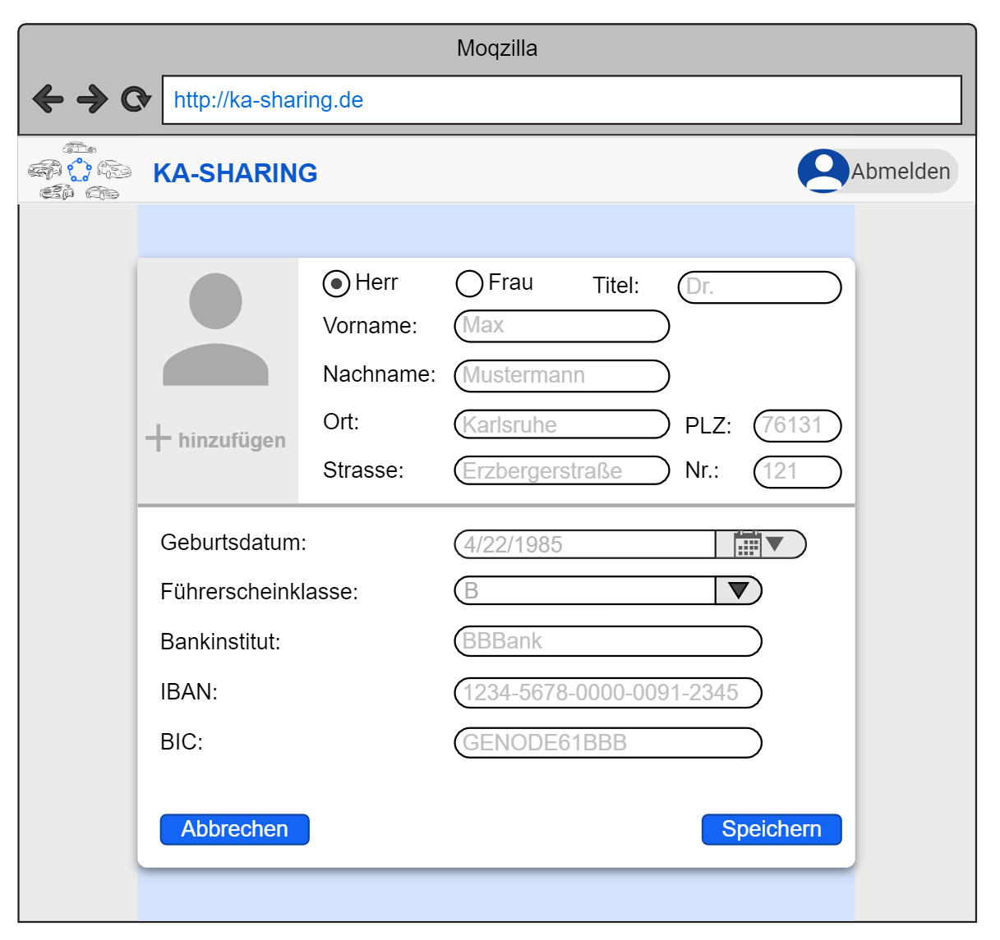 Moqzilla
http://ka-sharing.de
KA-SHARING
Abmelden
Herr Frau Titel: Dr.
Vorname: Max
Nachname: Mustermann
Ort: Karlsruhe PLZ: 76131
hinzufügen
Strasse: Erzbergerstraße Nr.: 121
Geburtsdatum: 4/22/1985
Führerscheinklasse: B
Bankinstitut: BBBank
IBAN: 1234-5678-0000-0091-2345
BIC: GENODE61BBB
Abbrechen Speichern